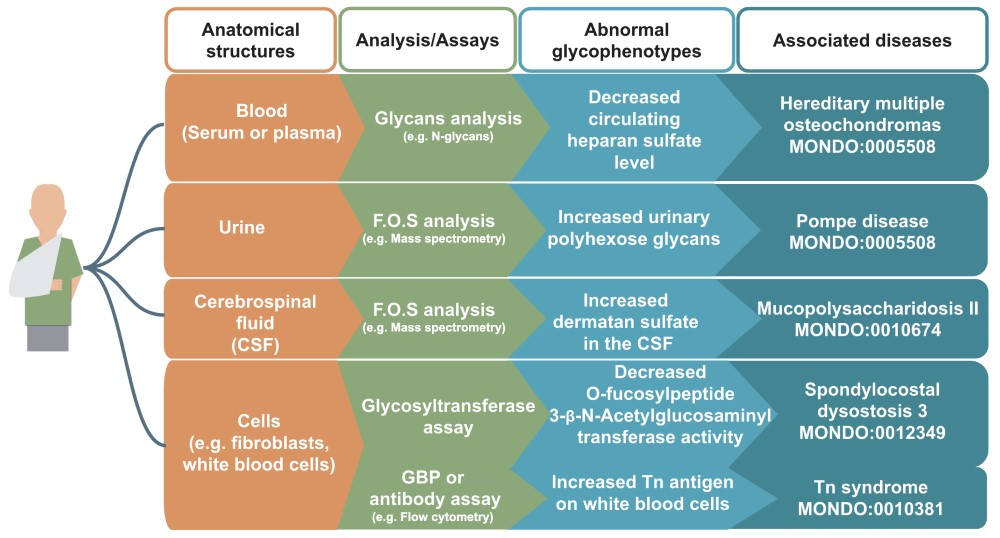 Anatomical
structures
Analysis/Assays
Abnormal
glycophenotypes
Associated diseases
Blood
(Serum or plasma)
Glycans analysis
(e.g. N-glycans)
Decreased
circulating
heparan sulfate
level
Hereditary multiple
osteochondromas
MONDO:0005508
Urine
F.O.S analysis
(e.g. Mass spectrometry)
Increased urinary
polyhexose glycans
Pompe disease
MONDO:0005508
Cerebrospinal
fluid
(CSF)
F.O.S analysis
(e.g. Mass spectrometry)
Increased
dermatan sulfate
in the CSF
Mucopolysaccharidosis II
MONDO:0010674
Cells
(e.g. fibroblasts,
white blood cells)
Glycosyltransferase
assay
Decreased
O-fucosylpeptide
3-β-N-Acetylglucosaminyl
transferase activity
Spondylocostal
dysostosis 3
MONDO:0012349
GBP or
antibody assay
(e.g. Flow cytometry)
Increased Tn antigen
on white blood cells
Tn syndrome
MONDO:0010381